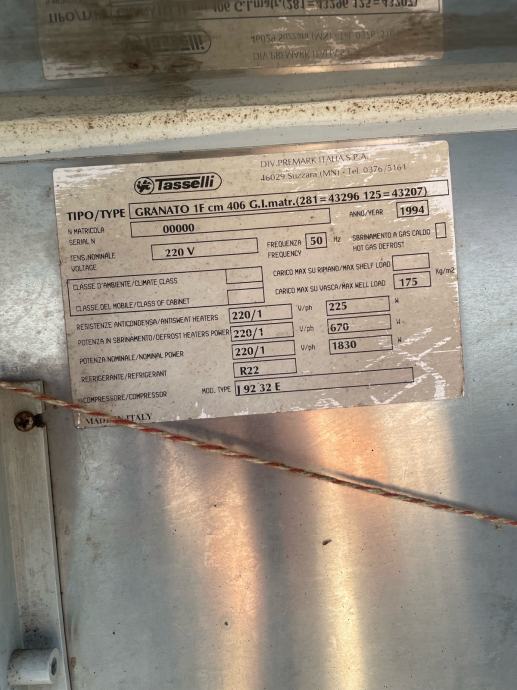 Tasselli
DIV. PREMARK ITALIA S.P.A.
46029 Suzzara (MN) - Tel. 0376/5161
TIPO/TYPE GRANATO 1F cm 406 G.I.matr.(281=43296 125=43207)
N MATRICOLA
SERIAL N
00000
ANNO/YEAR 1994
TENS. NOMINALE
VOLTAGE
220 V
FREQUENZA
FREQUENCY
50 Hz
SBRINAMENTO A GAS CALDO
HOT GAS DEFROST
CLASSE D'AMBIENTE/CLIMATE CLASS
CARICO MAX SU RIPIANO/MAX SHELF LOAD
CLASSE DEL MOBILE/CLASS OF CABINET
CARICO MAX SU VASCA/MAX WELL LOAD 175 Kg/m2
RESISTENZE ANTICONDENSA/ANTISWEAT HEATERS 220/1 V/ph 225 W
POTENZA IN SBRINAMENTO/DEFROST HEATERS POWER 220/1 V/ph 670 W
POTENZA NOMINALE/NOMINAL POWER 220/1 V/ph 1830 W
REFRIGERANTE/REFRIGERANT R22
COMPRESSORE/COMPRESSOR MOD. TYPE J 92 32 E
MADE IN ITALY